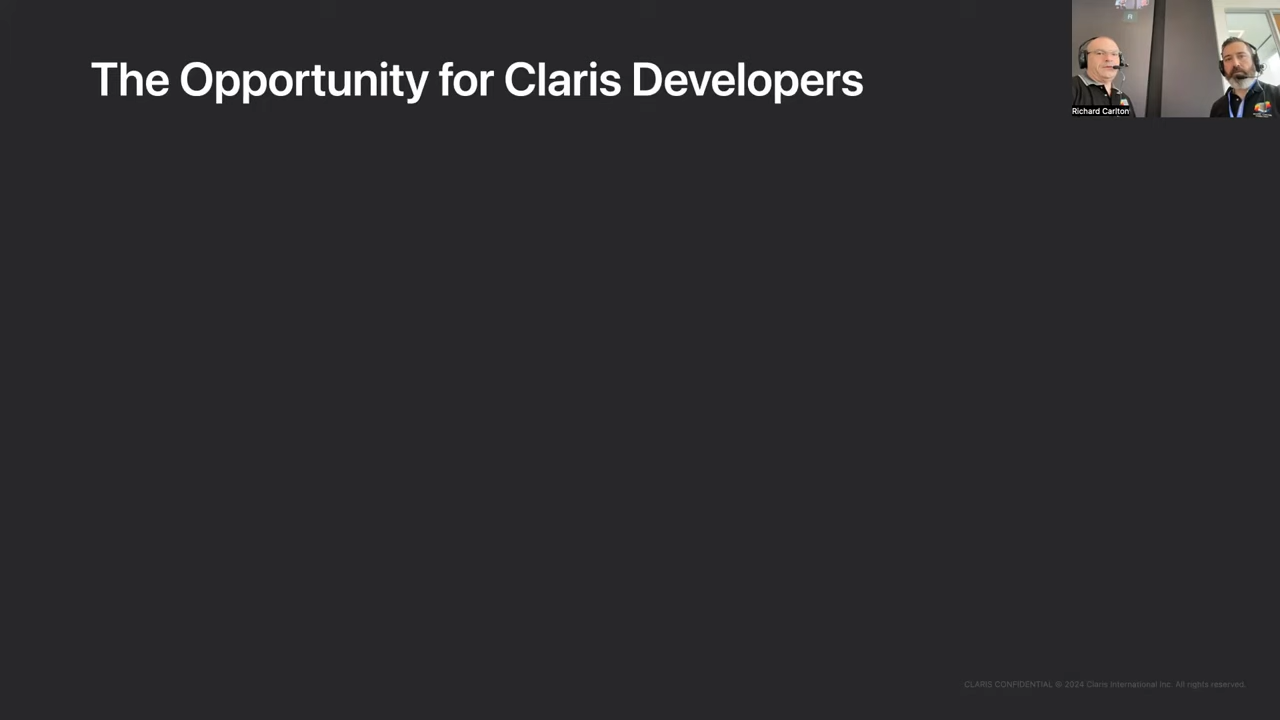 The Opportunity for Claris Developers
Richard Carlton
CLARIS CONFIDENTIAL © 2024 Claris International Inc. All rights reserved.